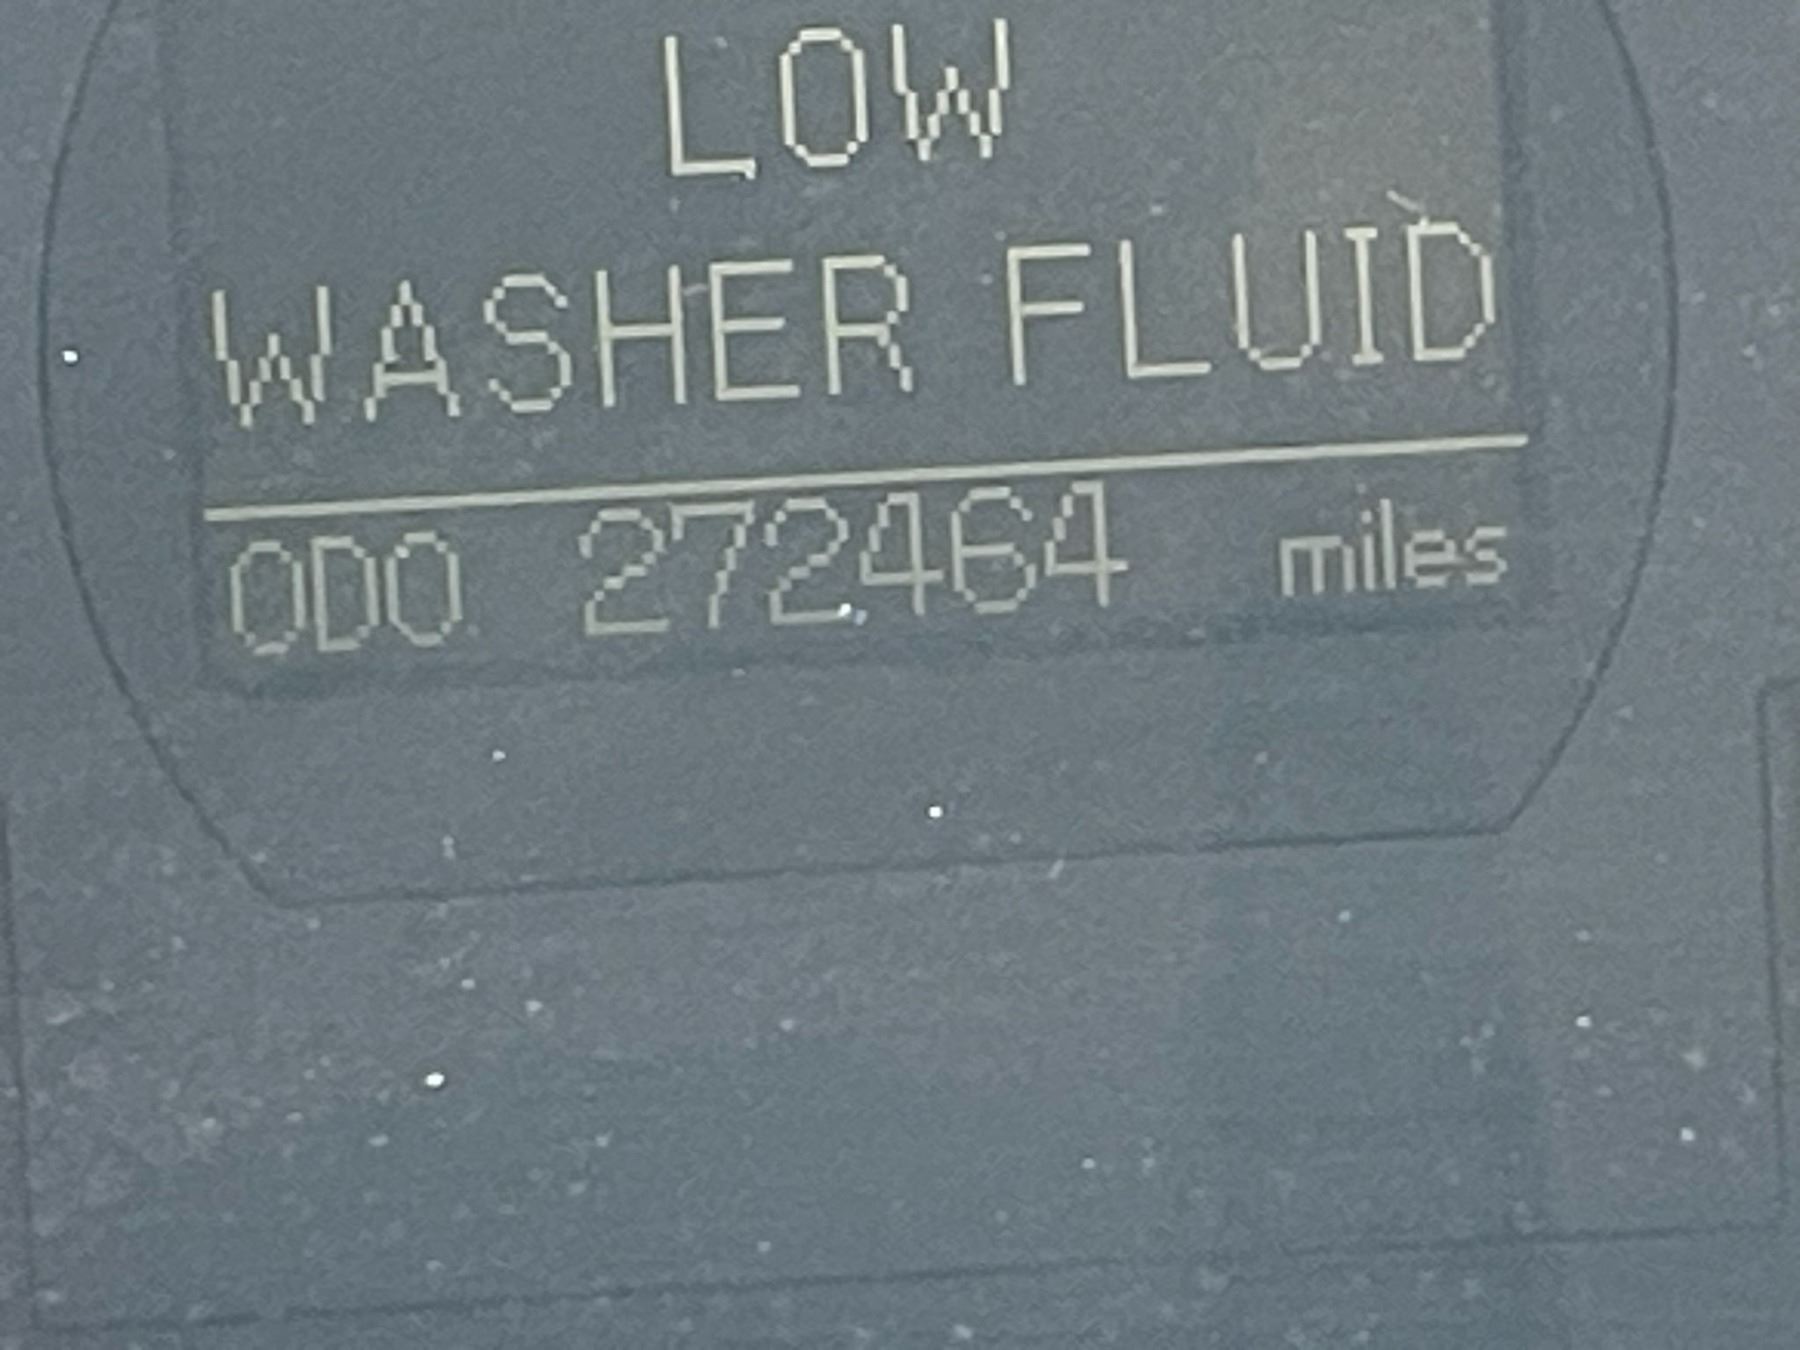 LOW
WASHER FLUID
ODO 272464 miles